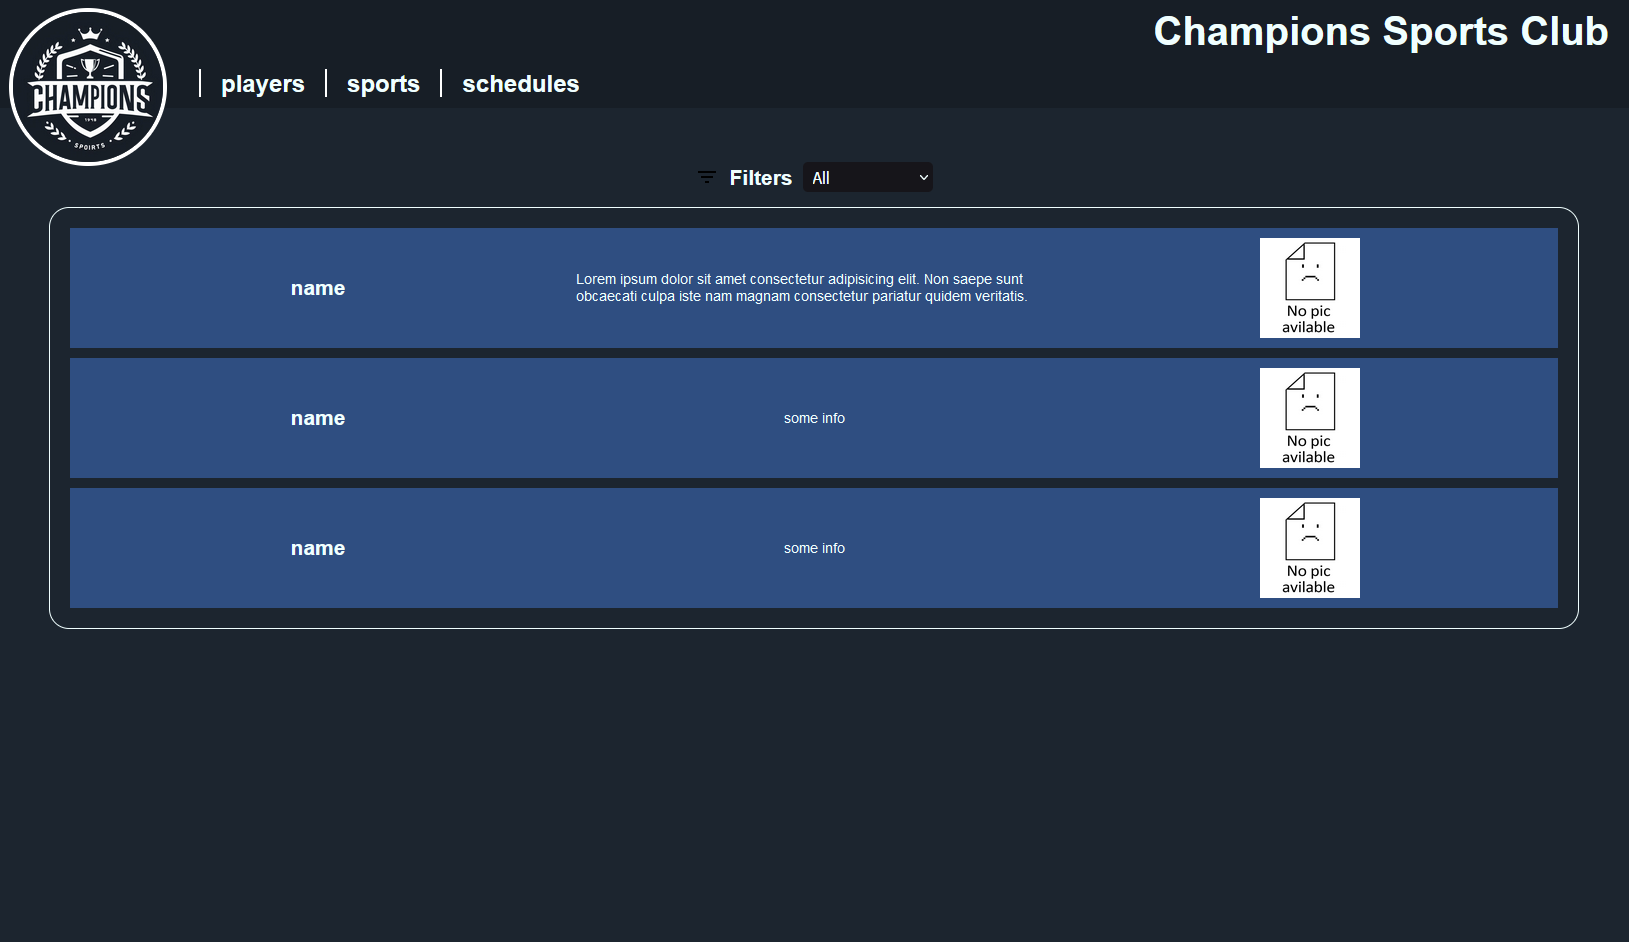 Champions Sports Club
CHAMPIONS
SPOIRTS
players
sports
schedules
Filters
All
name
Lorem ipsum dolor sit amet consectetur adipisicing elit. Non saepe sunt
obcaecati culpa iste nam magnam consectetur pariatur quidem veritatis.
No pic
avilable
name
some info
No pic
avilable
name
some info
No pic
avilable